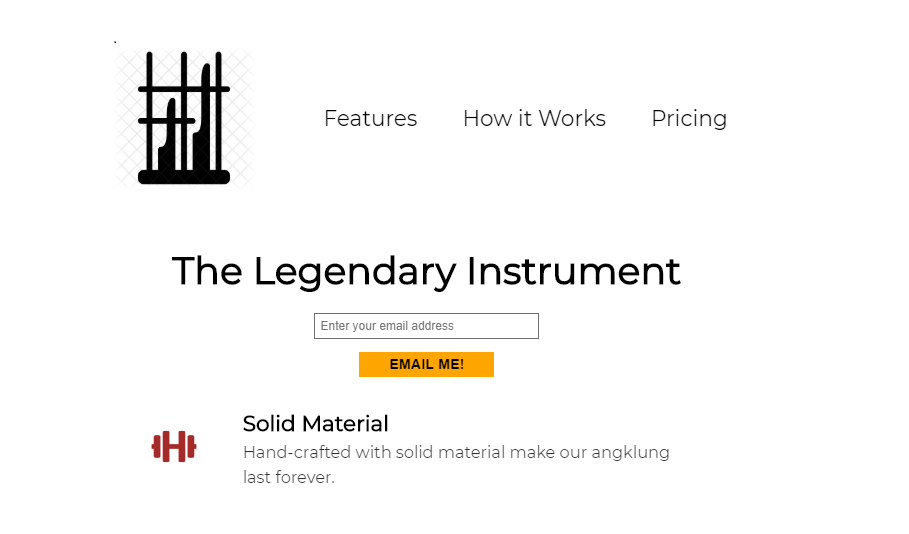 Features How it Works Pricing
The Legendary Instrument
Enter your email address
EMAIL ME!
Solid Material
Hand-crafted with solid material make our angklung
last forever.